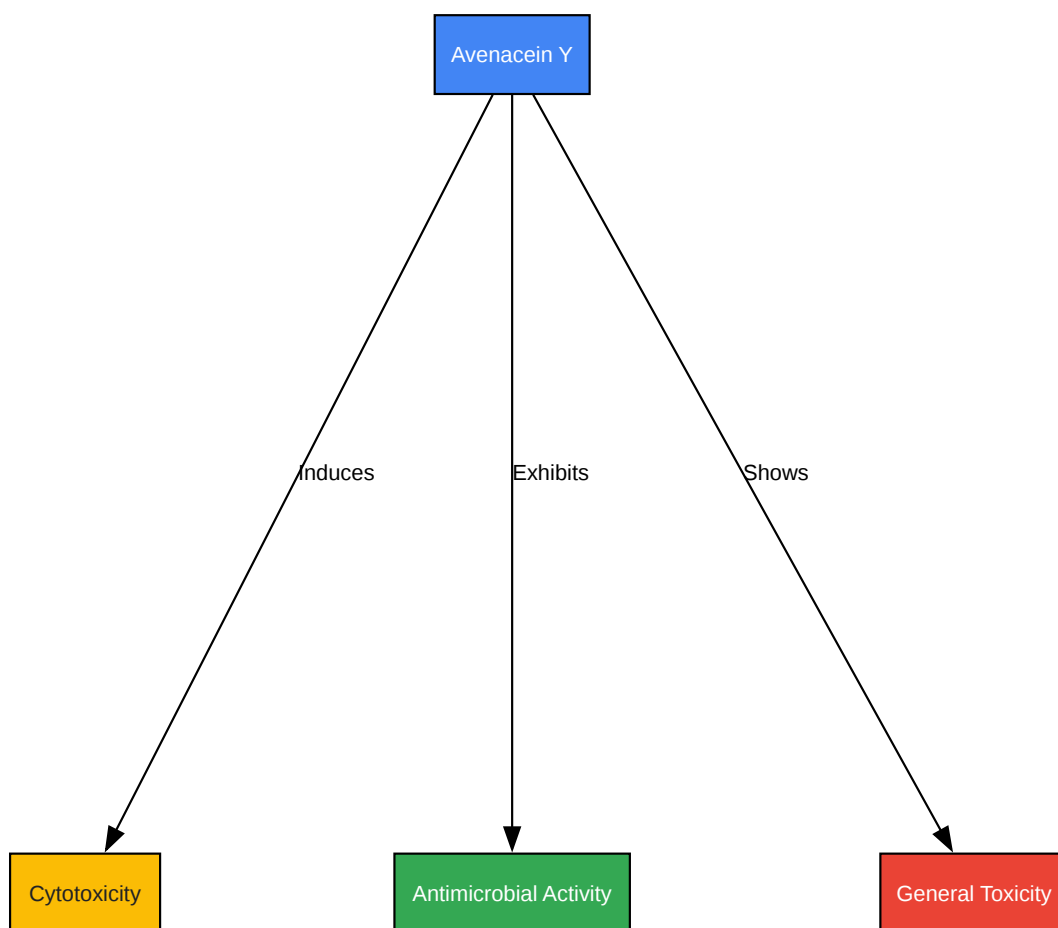 Avenacein Y
Induces
Exhibits
Shows
Cytotoxicity
Antimicrobial Activity
General Toxicity